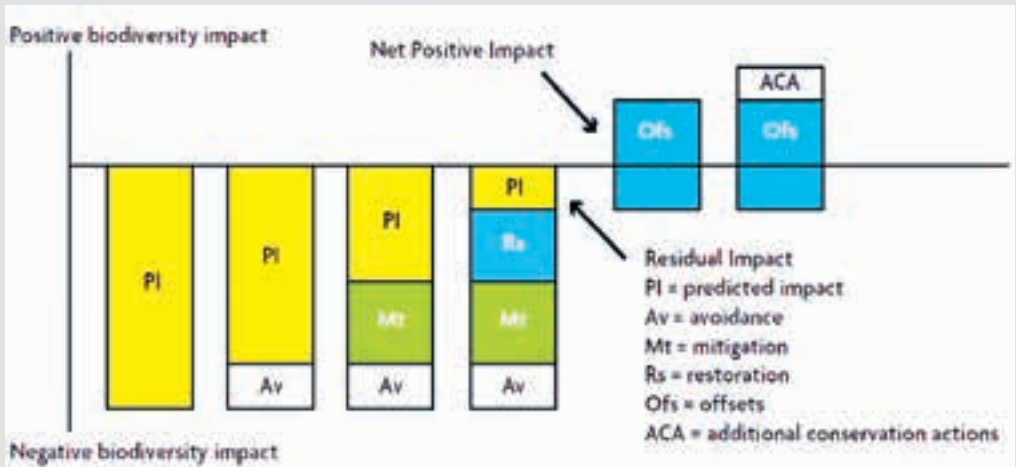 Positive biodiversity impact
Net Positive Impact
ACA
Ofs
Ofs
PI
PI
PI
PI
Rs
Mt
Mt
Av
Av
Av
Residual Impact
PI = predicted impact
Av = avoidance
Mt = mitigation
Rs = restoration
Ofs = offsets
ACA = additional conservation actions
Negative biodiversity impact